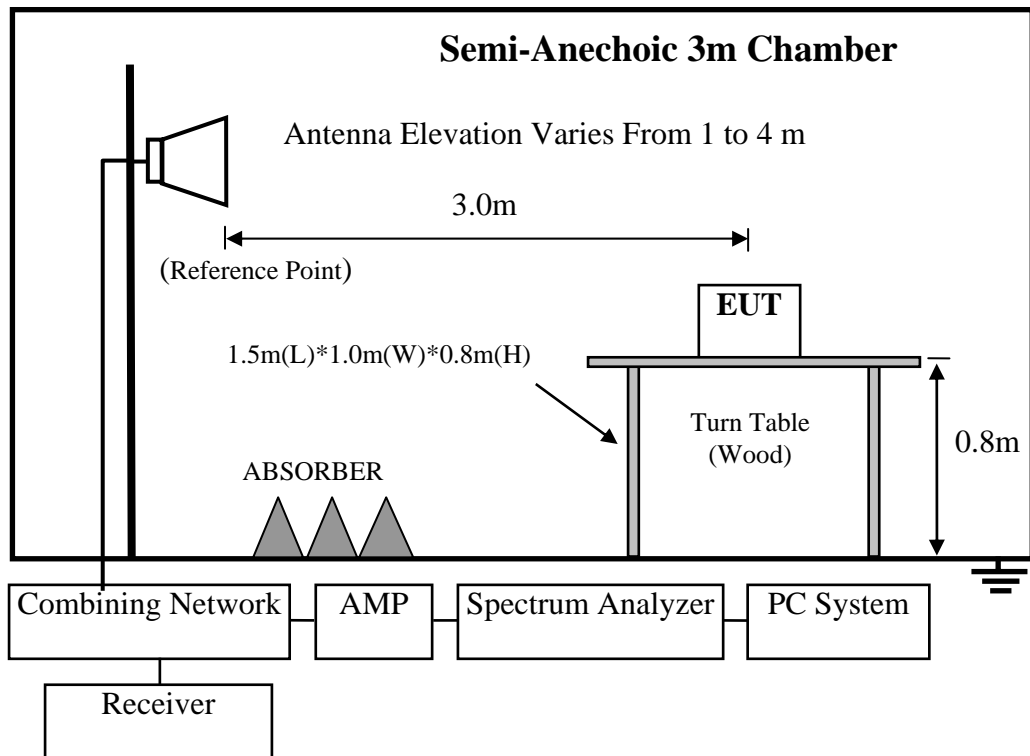 Semi-Anechoic 3m Chamber
Antenna Elevation Varies From 1 to 4 m
3.0m
(Reference Point)
EUT
1.5m(L)*1.0m(W)*0.8m(H)
Turn Table
(Wood)
0.8m
ABSORBER
Combining Network
AMP
Spectrum Analyzer
PC System
Receiver